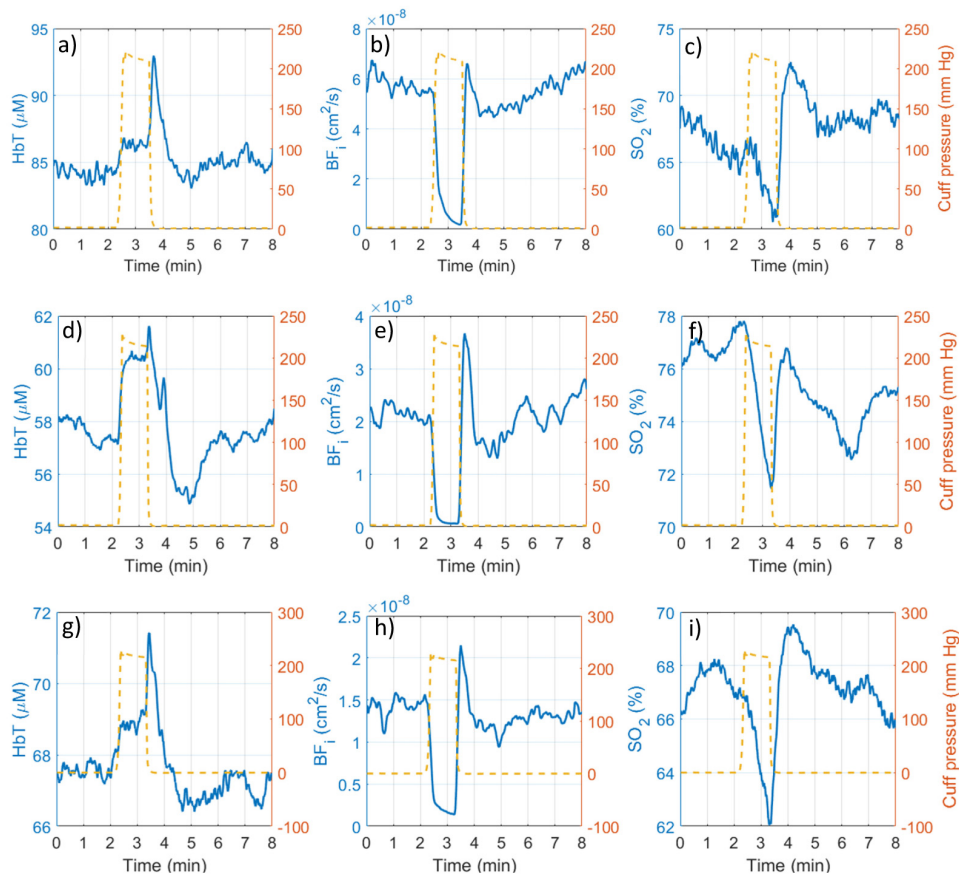 a)
HbT (μM)
95
90
85
80
0 1 2 3 4 5 6 7 8
Time (min)
250
200
150
100
50
0
b)
×10⁻⁸
BFᵢ (cm²/s)
8
6
4
2
0
0 1 2 3 4 5 6 7 8
Time (min)
250
200
150
100
50
0
c)
SO₂ (%)
75
70
65
60
0 1 2 3 4 5 6 7 8
Time (min)
250
200
150
100
50
0
Cuff pressure (mm Hg)
d)
HbT (μM)
62
60
58
56
54
0 1 2 3 4 5 6 7 8
Time (min)
250
200
150
100
50
0
e)
×10⁻⁸
BFᵢ (cm²/s)
4
3
2
1
0
0 1 2 3 4 5 6 7 8
Time (min)
250
200
150
100
50
0
f)
SO₂ (%)
78
76
74
72
70
0 1 2 3 4 5 6 7 8
Time (min)
250
200
150
100
50
0
Cuff pressure (mm Hg)
g)
HbT (μM)
72
70
68
66
0 1 2 3 4 5 6 7 8
Time (min)
300
200
100
0
-100
h)
×10⁻⁸
BFᵢ (cm²/s)
2.5
2
1.5
1
0.5
0
0 1 2 3 4 5 6 7 8
Time (min)
300
200
100
0
-100
i)
SO₂ (%)
70
68
66
64
62
0 1 2 3 4 5 6 7 8
Time (min)
300
200
100
0
-100
Cuff pressure (mm Hg)